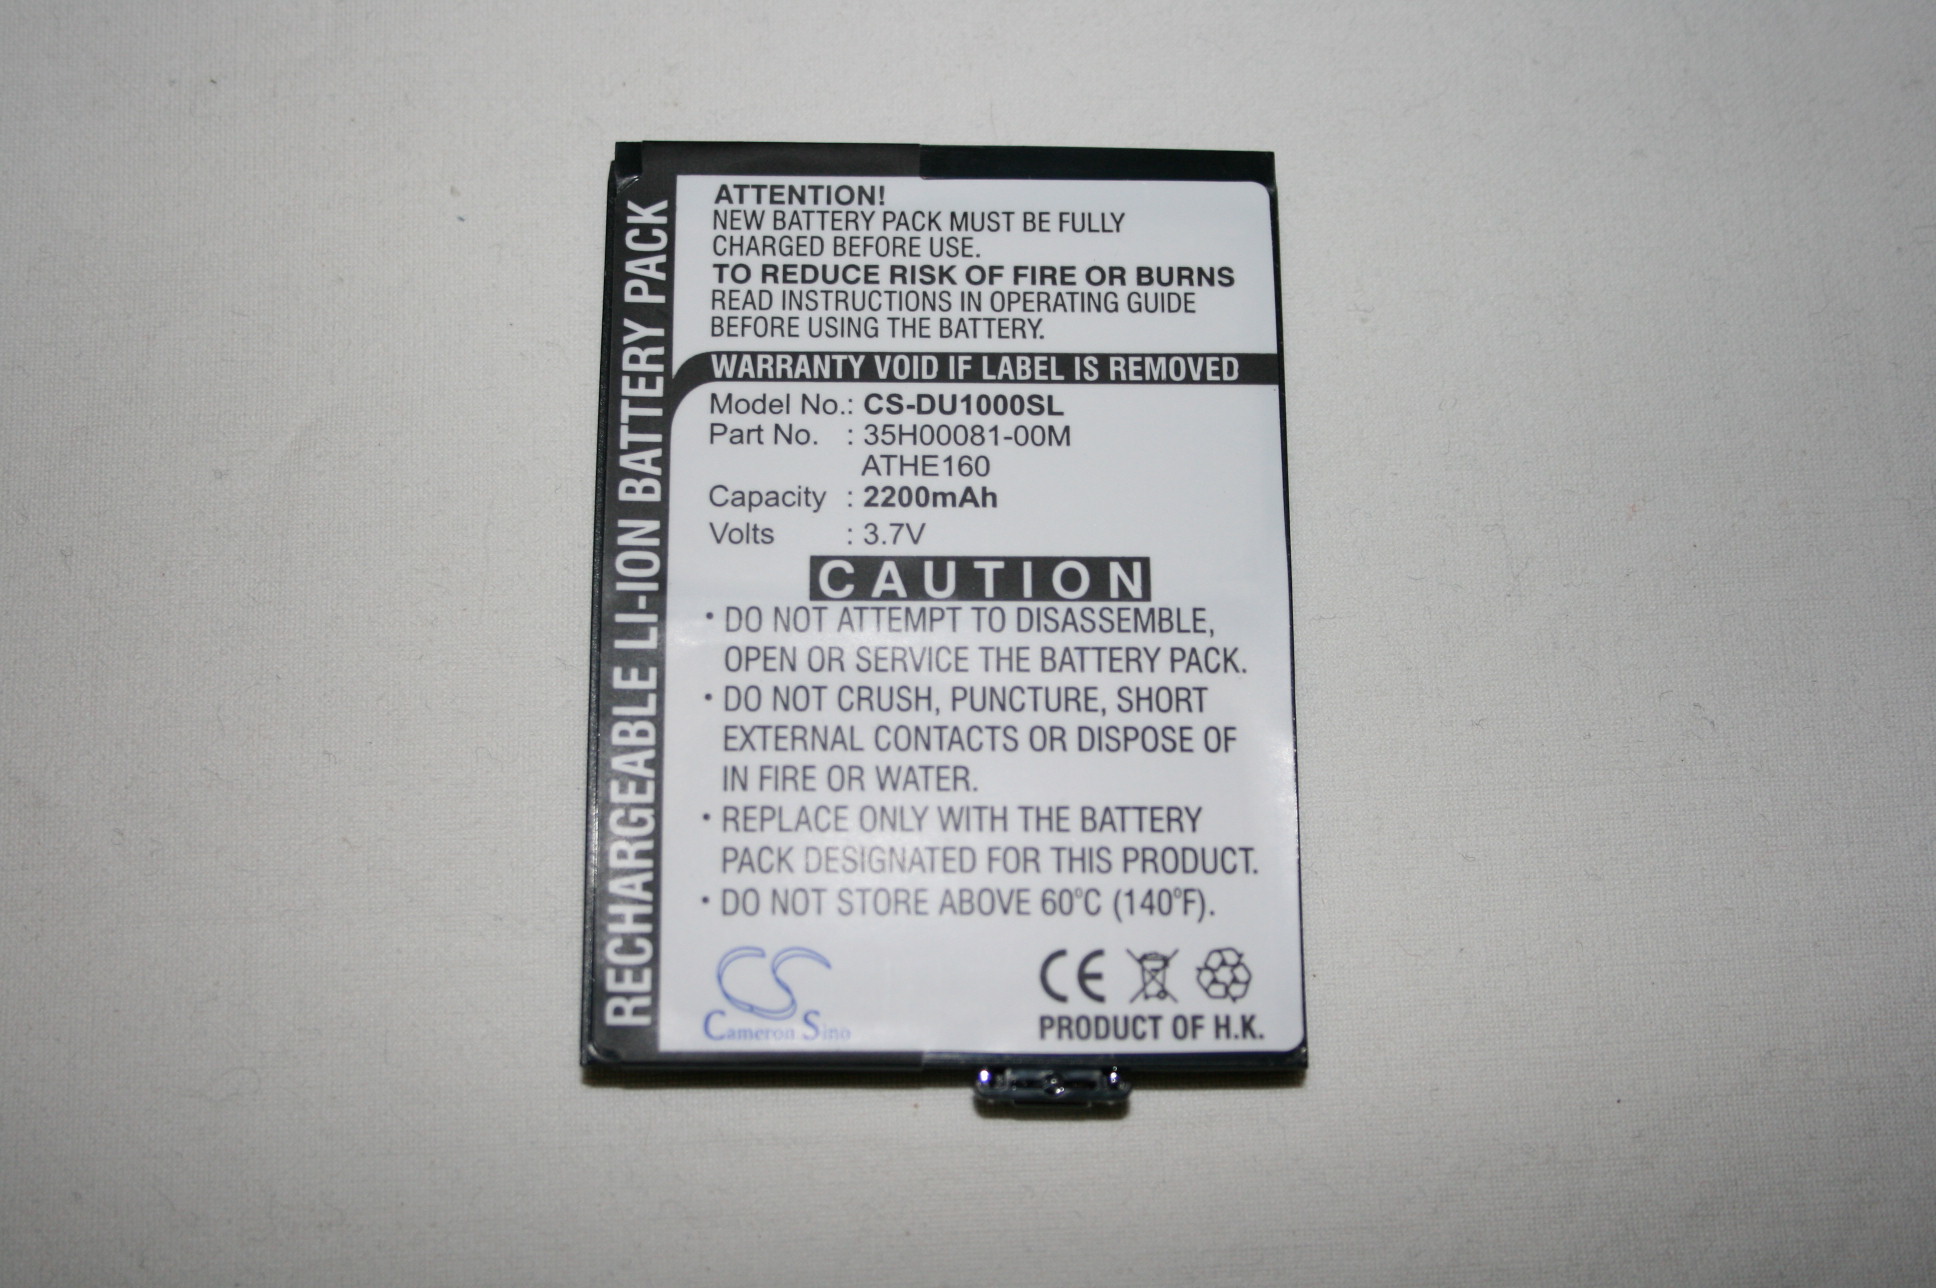 RECHARGEABLE LI-ION BATTERY PACK
ATTENTION!
NEW BATTERY PACK MUST BE FULLY
CHARGED BEFORE USE.
TO REDUCE RISK OF FIRE OR BURNS
READ INSTRUCTIONS IN OPERATING GUIDE
BEFORE USING THE BATTERY.
WARRANTY VOID IF LABEL IS REMOVED
Model No.: CS-DU1000SL
Part No. : 35H00081-00M
ATHE160
Capacity : 2200mAh
Volts : 3.7V
CAUTION
• DO NOT ATTEMPT TO DISASSEMBLE,
OPEN OR SERVICE THE BATTERY PACK.
• DO NOT CRUSH, PUNCTURE, SHORT
EXTERNAL CONTACTS OR DISPOSE OF
IN FIRE OR WATER.
• REPLACE ONLY WITH THE BATTERY
PACK DESIGNATED FOR THIS PRODUCT.
• DO NOT STORE ABOVE 60°C (140°F).
CS
Cameron Sino
CE
PRODUCT OF H.K.